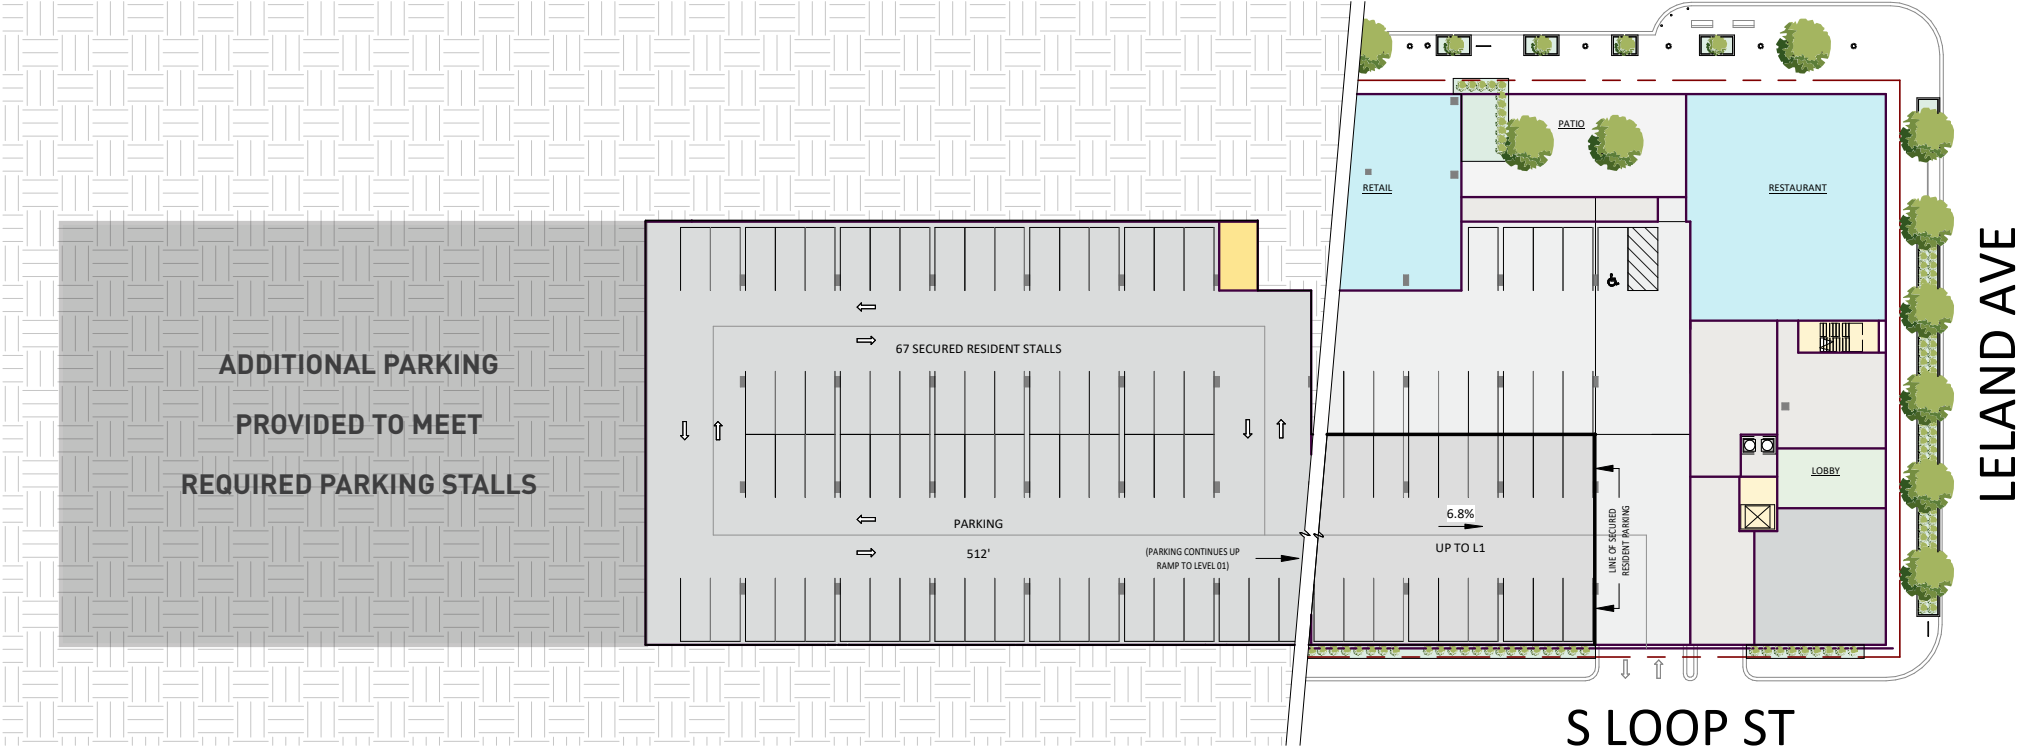 PATIO
RETAIL
RESTAURANT
LELAND AVE
67 SECURED RESIDENT STALLS
ADDITIONAL PARKING
PROVIDED TO MEET
REQUIRED PARKING STALLS
LOBBY
PARKING
512'
(PARKING CONTINUES UP
RAMP TO LEVEL 01)
6.8%
UP TO L1
LINE OF SECURED
RESIDENT PARKING
S LOOP ST